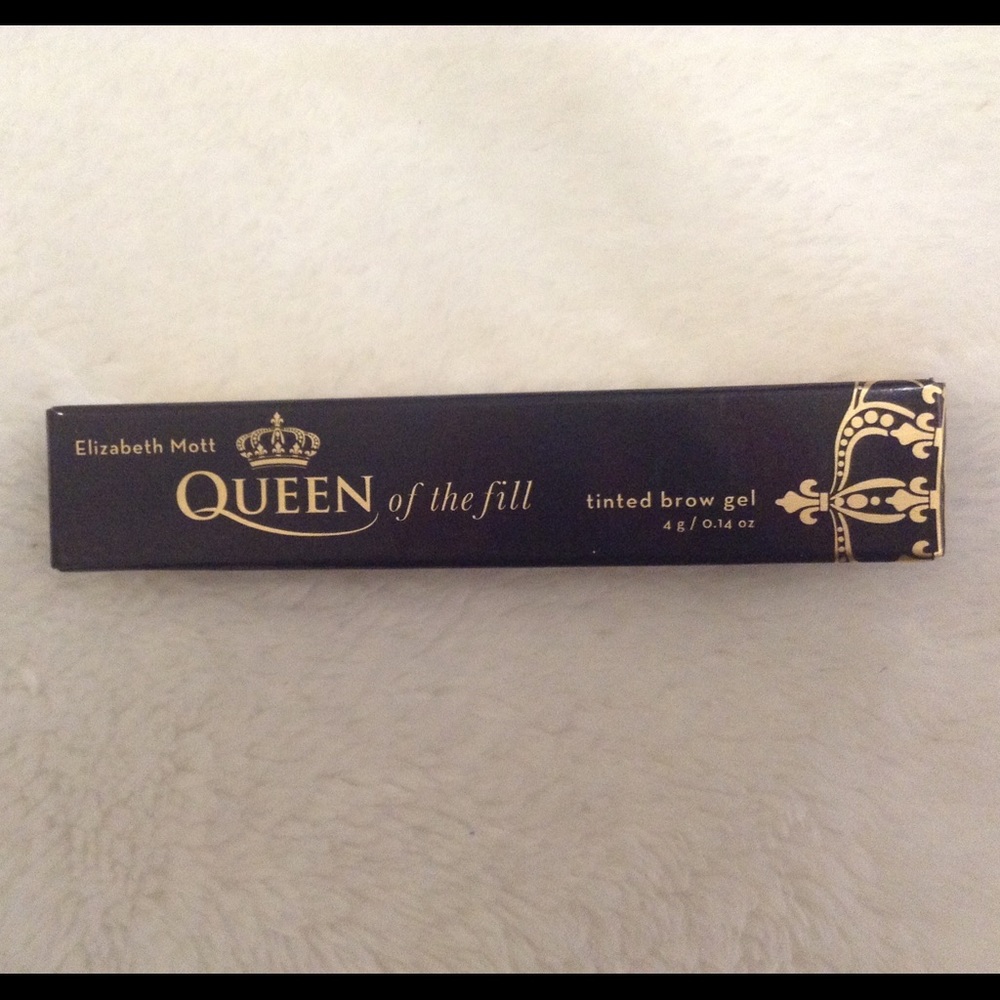 Elizabeth Mott
QUEEN of the fill
tinted brow gel
4 g / 0.14 oz